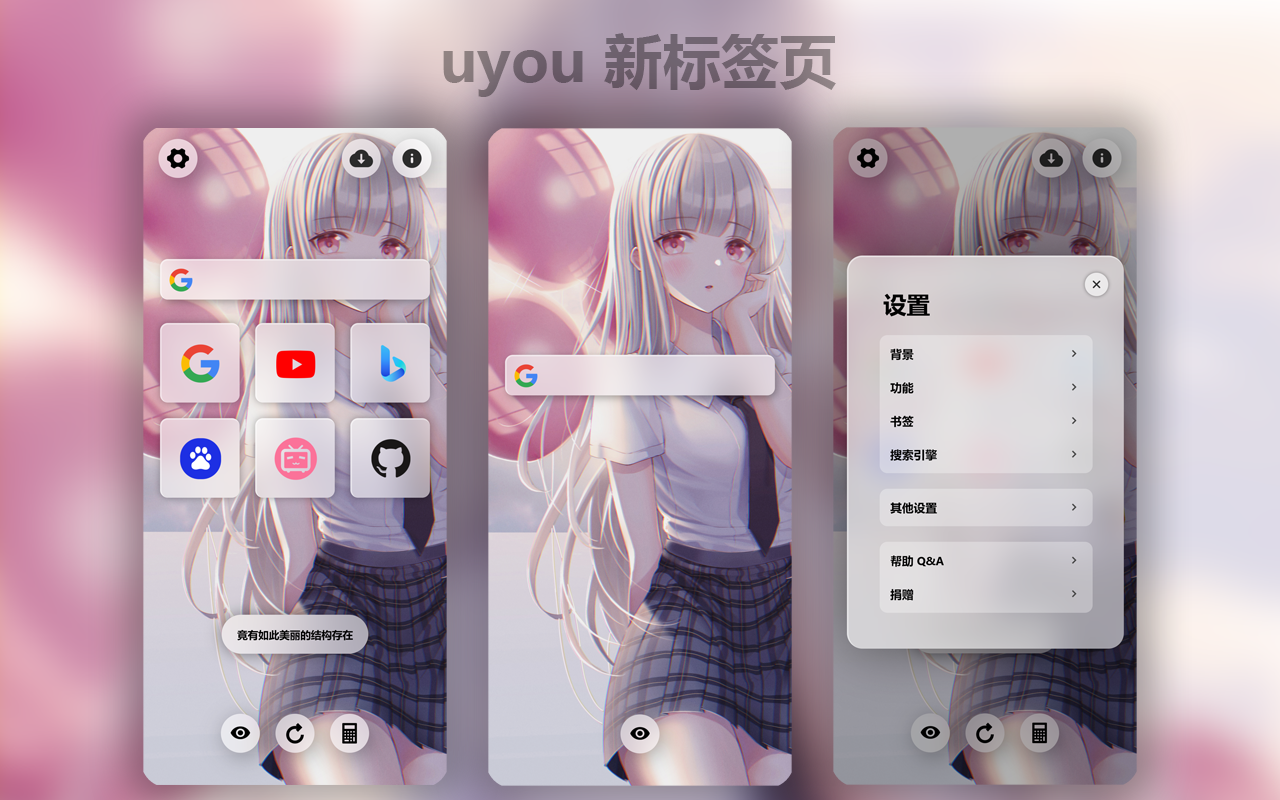 uyou 新标签页
竟有如此美丽的结构存在
设置
背景
功能
书签
搜索引擎
其他设置
帮助 Q&A
捐赠